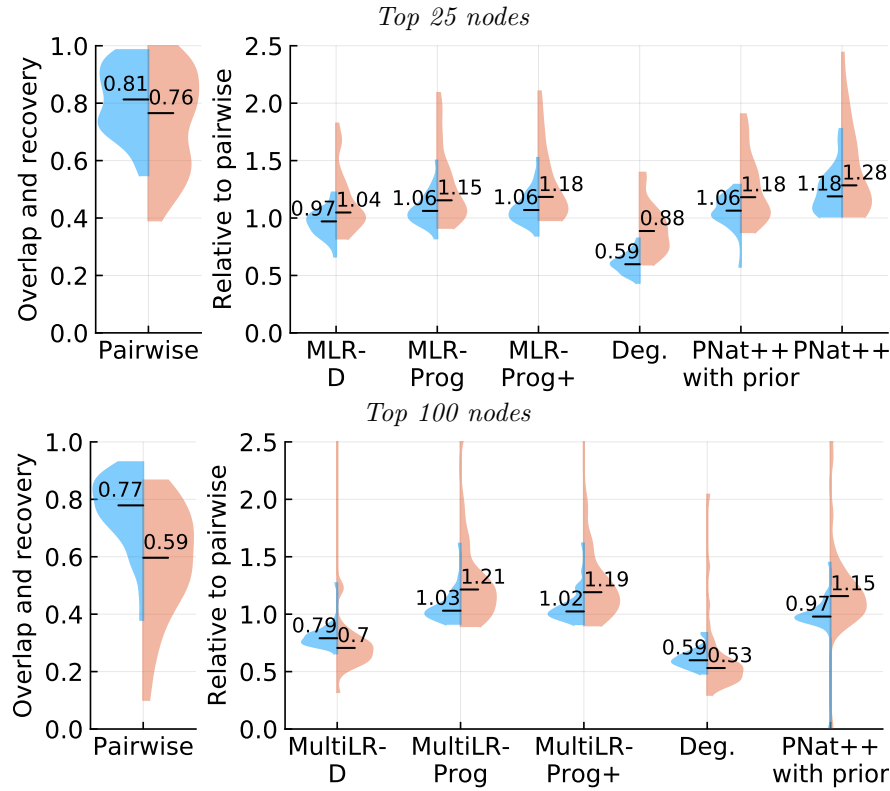 Top 25 nodes
Overlap and recovery
1.0
0.8
0.6
0.4
0.2
0.0
0.81
0.76
Pairwise
Relative to pairwise
2.5
2.0
1.5
1.0
0.5
0.0
0.97
1.04
1.06
1.15
1.06
1.18
0.59
0.88
1.06
1.18
1.18
1.28
MLR-
D
MLR-
Prog
MLR-
Prog+
Deg.
PNat++
with prior
PNat++
Top 100 nodes
Overlap and recovery
1.0
0.8
0.6
0.4
0.2
0.0
0.77
0.59
Pairwise
Relative to pairwise
2.5
2.0
1.5
1.0
0.5
0.0
0.79
0.7
1.03
1.21
1.02
1.19
0.59
0.53
0.97
1.15
MultiLR-
D
MultiLR-
Prog
MultiLR-
Prog+
Deg.
PNat++
with prior